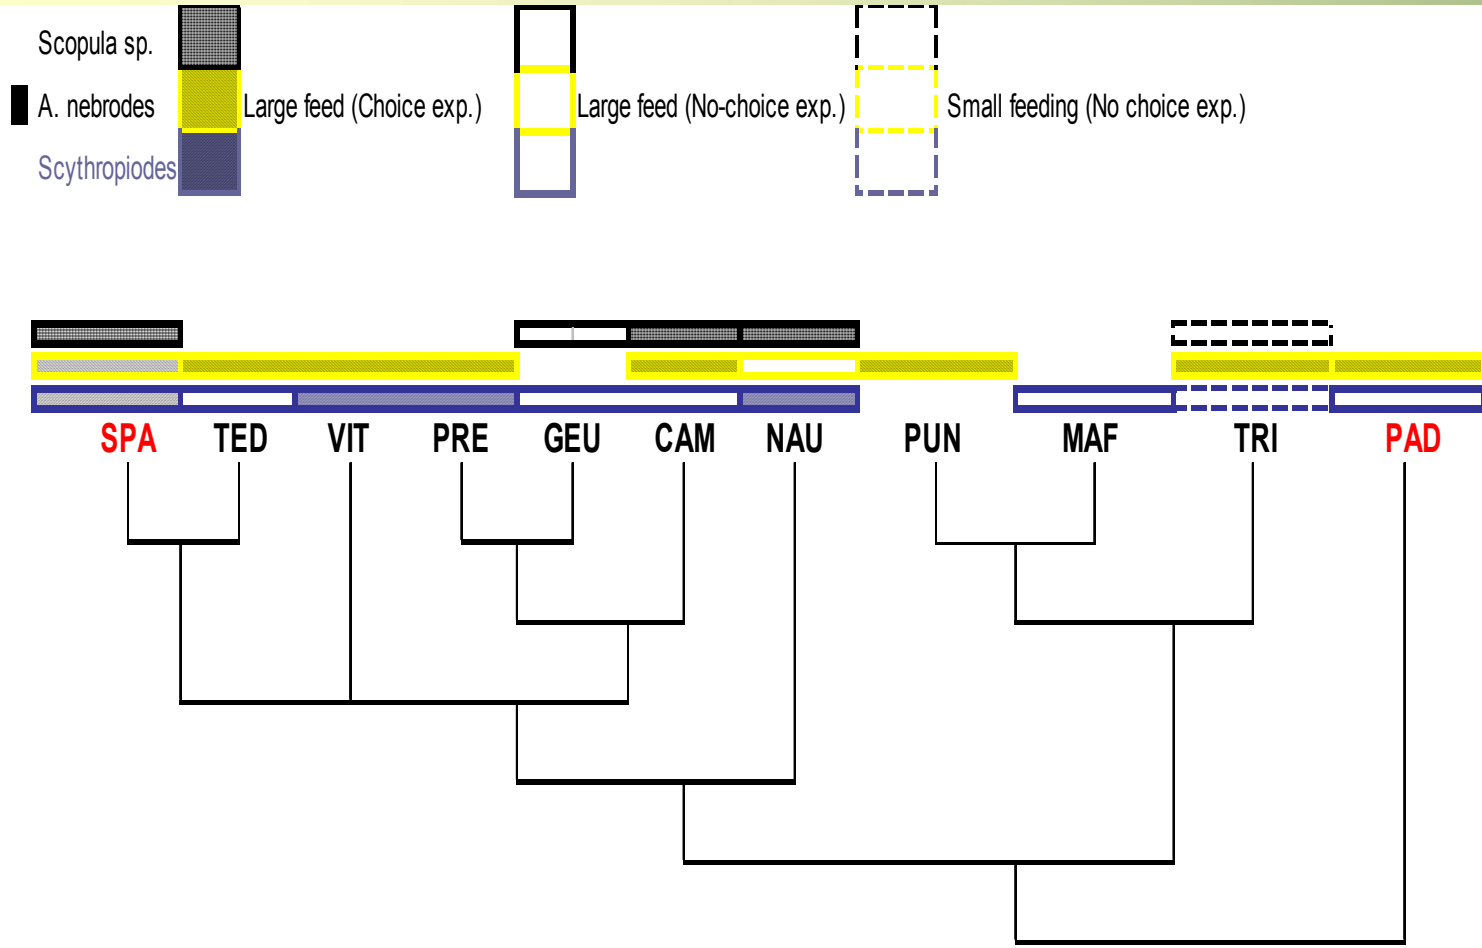 Scopula sp.
A. nebrodes Large feed (Choice exp.) Large feed (No-choice exp.) Small feeding (No choice exp.)
Scythropiodes
SPA TED VIT PRE GEU CAM NAU PUN MAF TRI PAD